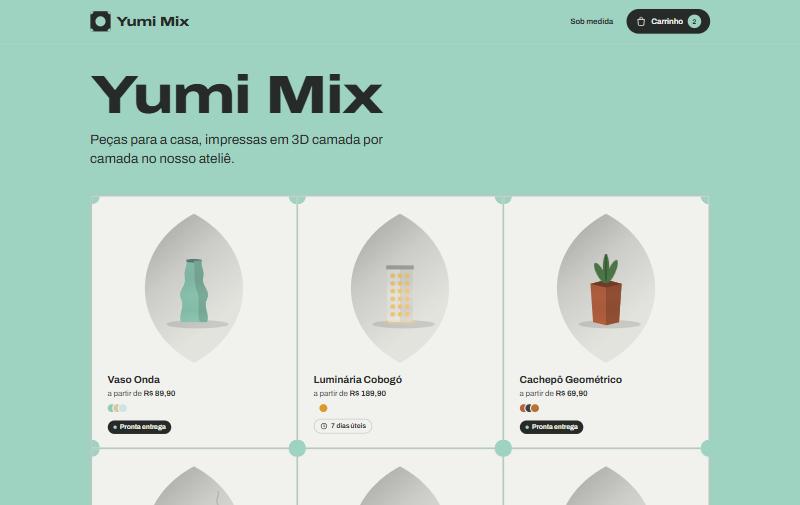 Yumi Mix
Sob medida
Carrinho 2
Yumi Mix
Peças para a casa, impressas em 3D camada por
camada no nosso ateliê.
Vaso Onda
a partir de R$ 89,90
Pronta entrega
Luminária Cobogó
a partir de R$ 189,90
7 dias úteis
Cachepô Geométrico
a partir de R$ 69,90
Pronta entrega